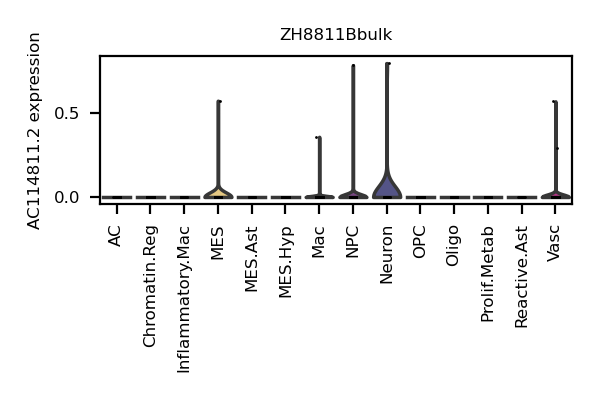 ZH8811Bbulk
AC114811.2 expression
0.5
0.0
AC
Chromatin.Reg
Inflammatory.Mac
MES
MES.Ast
MES.Hyp
Mac
NPC
Neuron
OPC
Oligo
Prolif.Metab
Reactive.Ast
Vasc